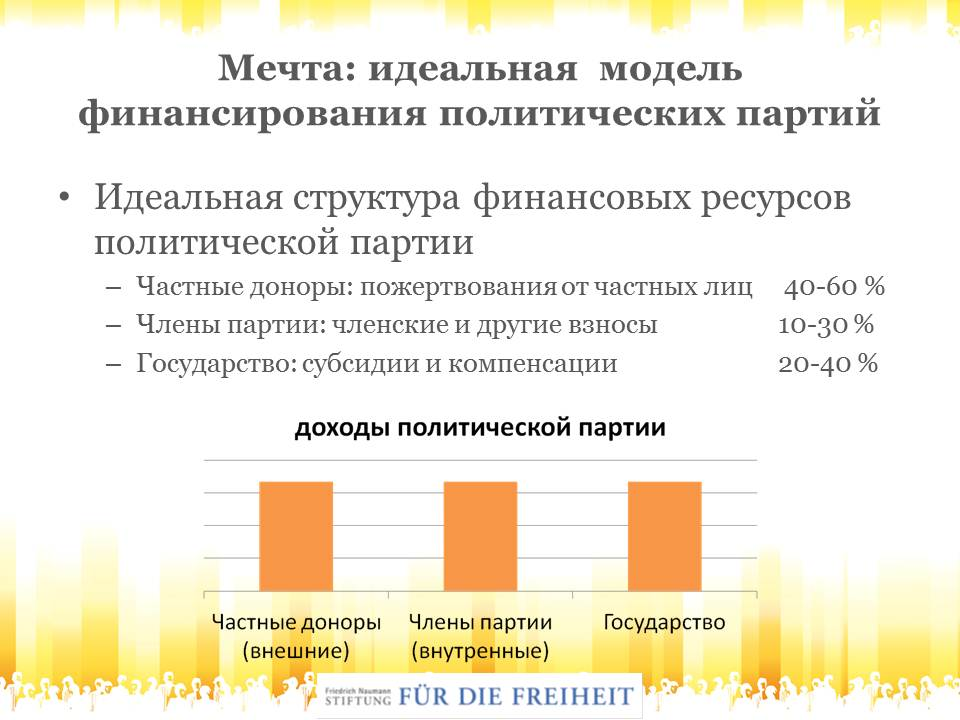 Мечта: идеальная модель
финансирования политических партий
• Идеальная структура финансовых ресурсов
политической партии
– Частные доноры: пожертвования от частных лиц 40-60 %
– Члены партии: членские и другие взносы 10-30 %
– Государство: субсидии и компенсации 20-40 %
доходы политической партии
Частные доноры Члены партии Государство
(внешние) (внутренные)
Friedrich Naumann
STIFTUNG FÜR DIE FREIHEIT